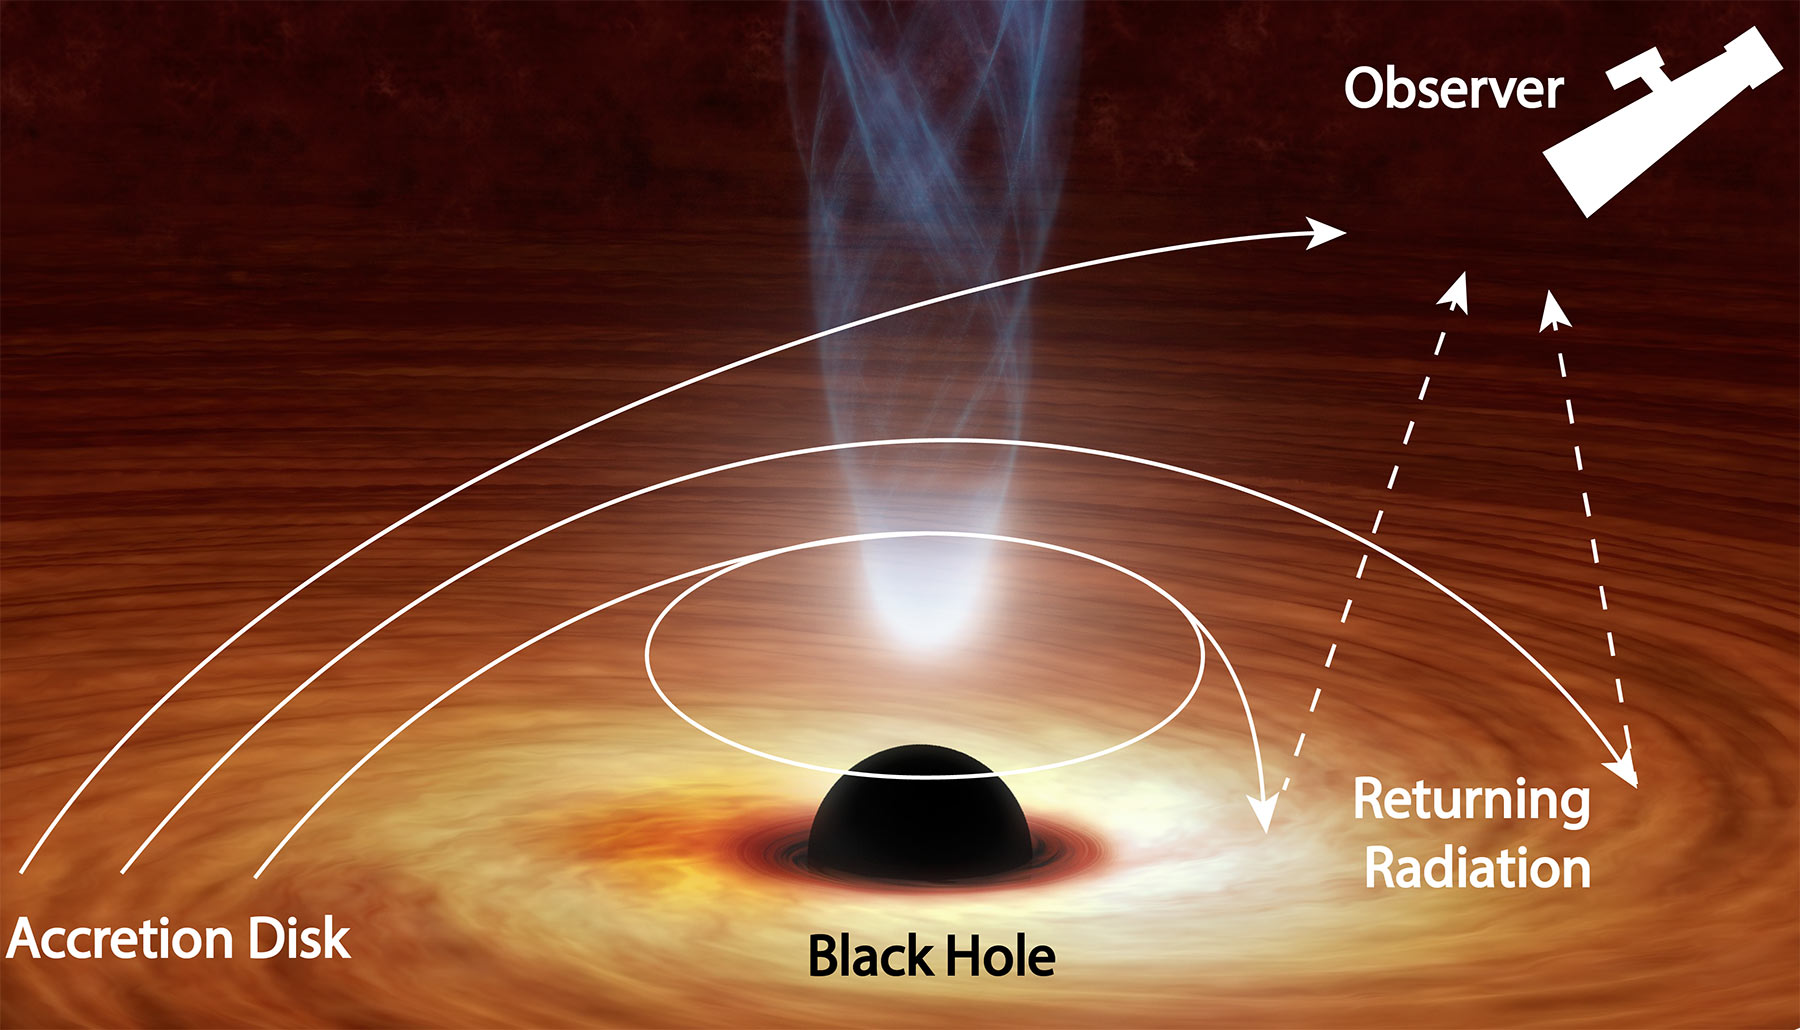 Observer
Returning
Radiation
Accretion Disk
Black Hole